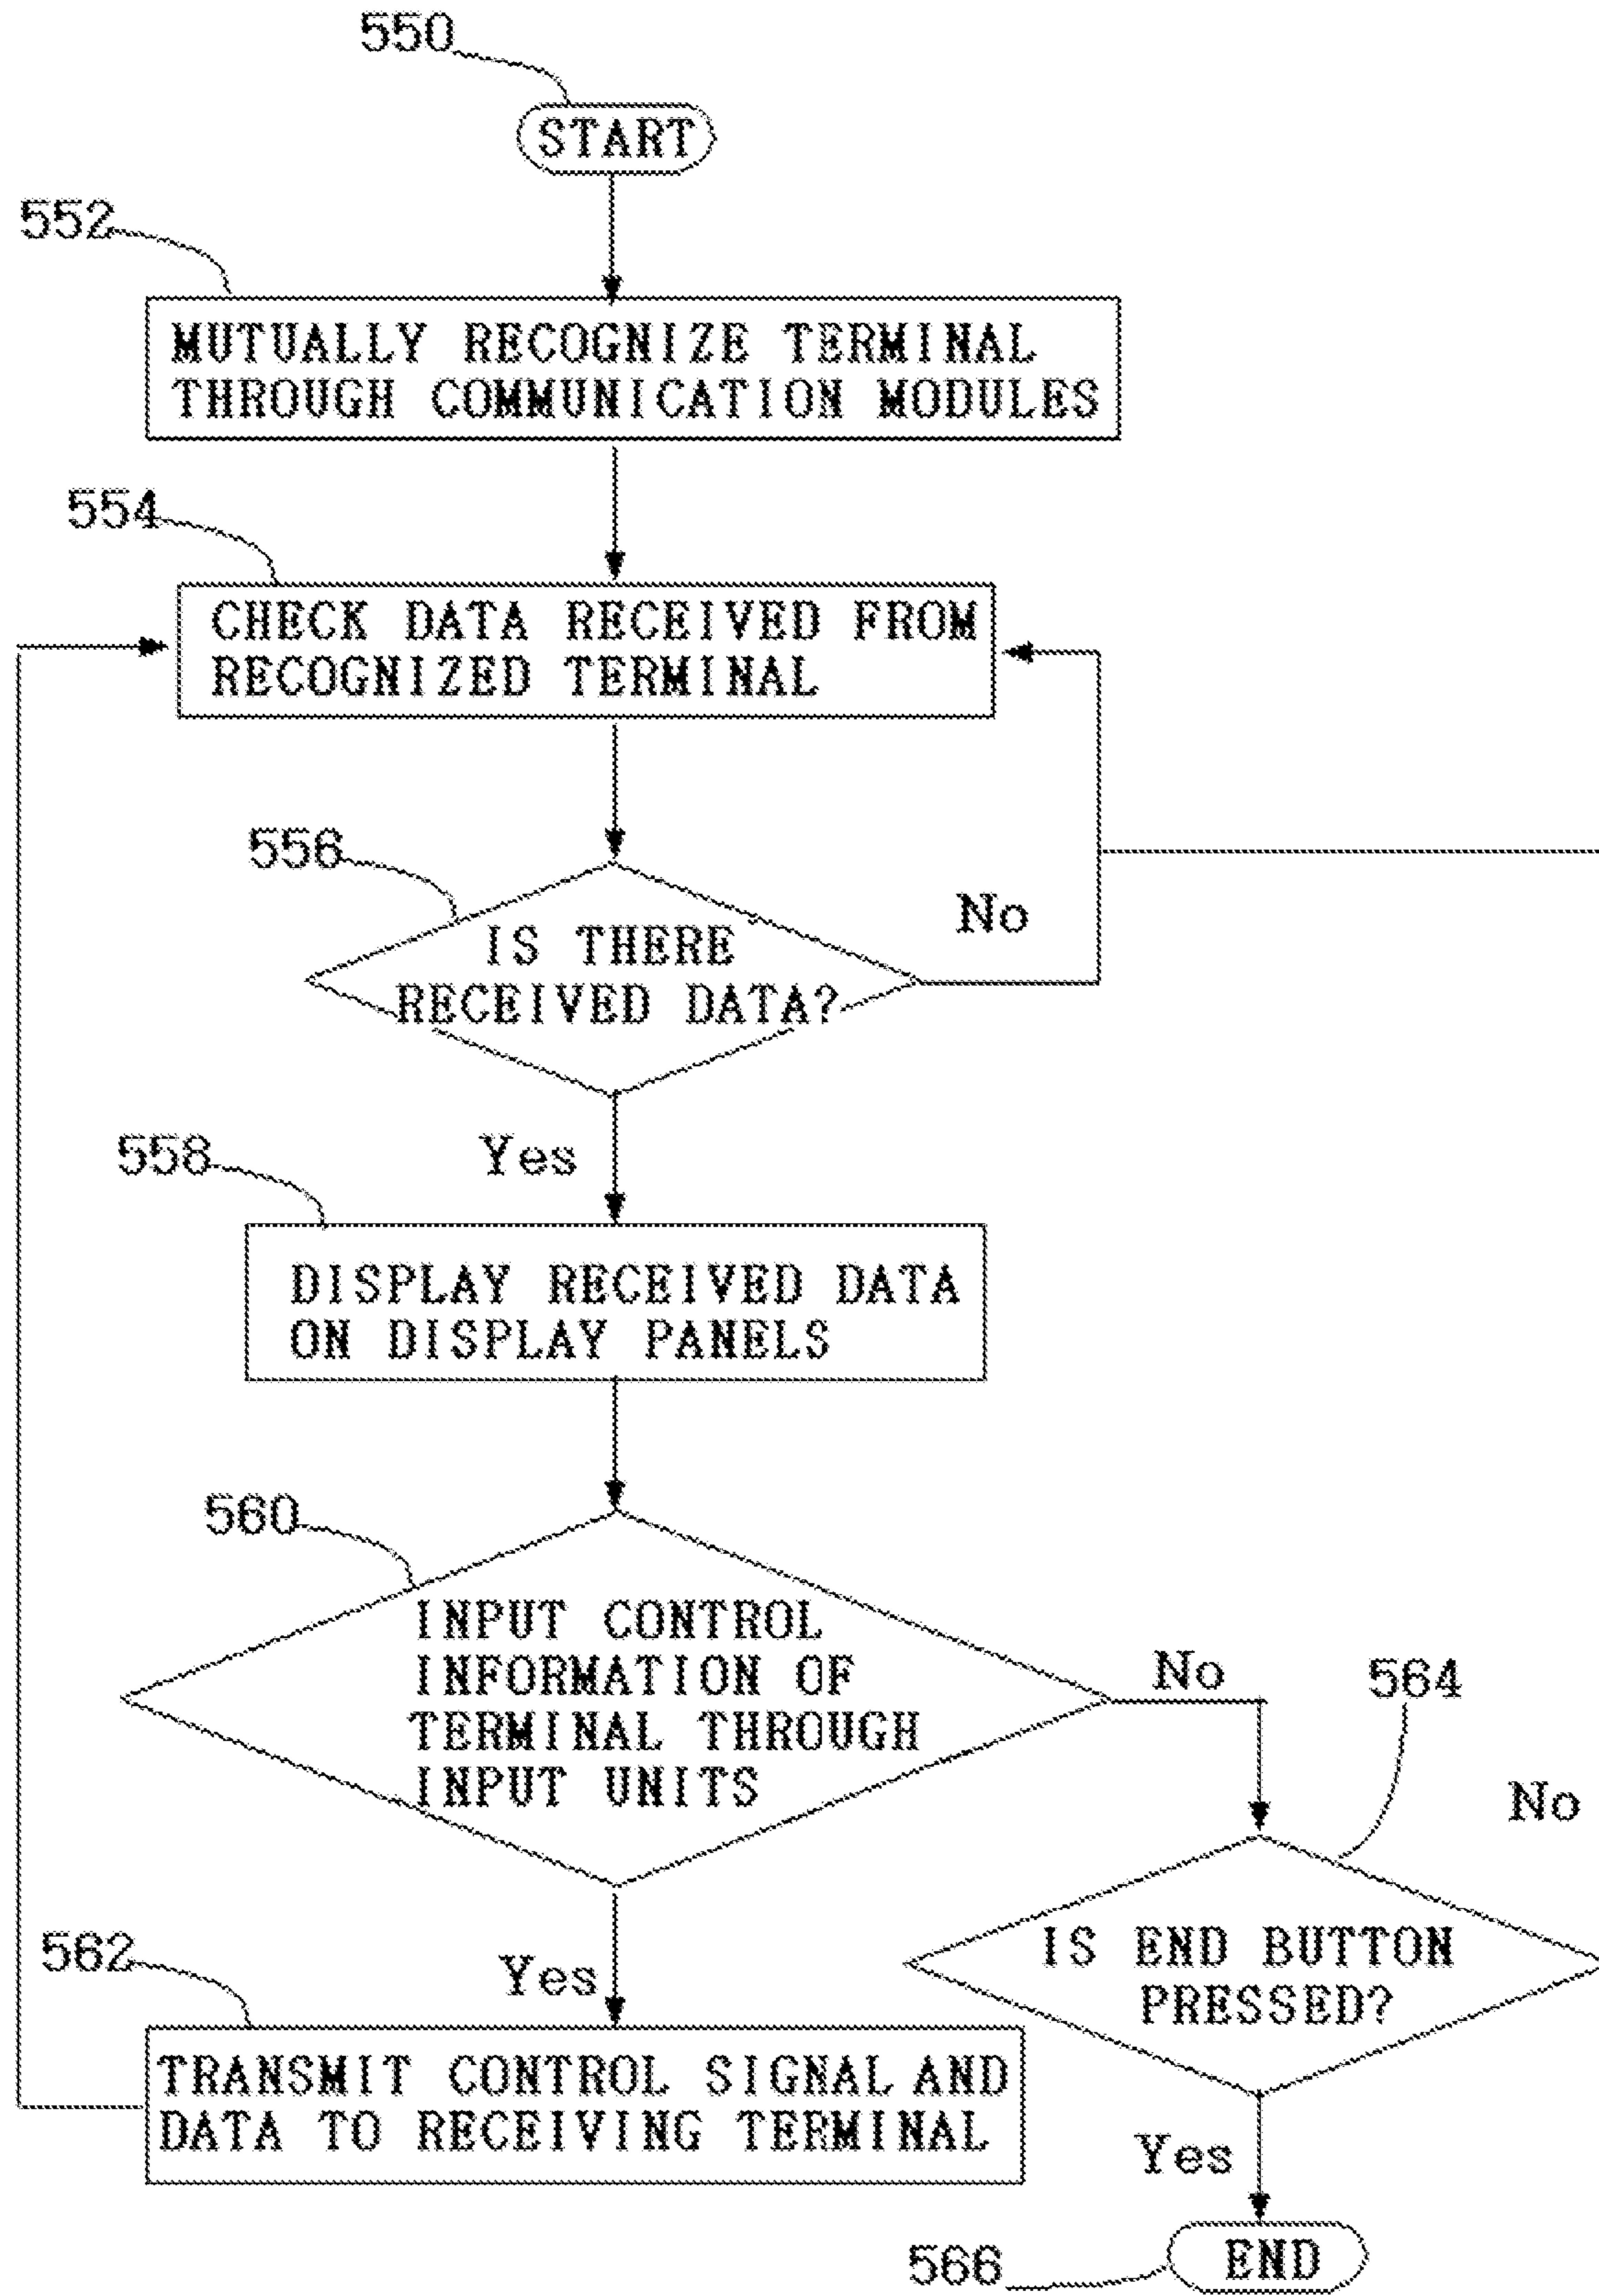 550
START
552
MUTUALLY RECOGNIZE TERMINAL
THROUGH COMMUNICATION MODULES
554
CHECK DATA RECEIVED FROM
RECOGNIZED TERMINAL
556
No
IS THERE
RECEIVED DATA?
Yes
558
DISPLAY RECEIVED DATA
ON DISPLAY PANELS
560
INPUT CONTROL
INFORMATION OF
TERMINAL THROUGH
INPUT UNITS
No
564
No
562
Yes
IS END BUTTON
PRESSED?
TRANSMIT CONTROL SIGNAL AND
DATA TO RECEIVING TERMINAL
Yes
566
END